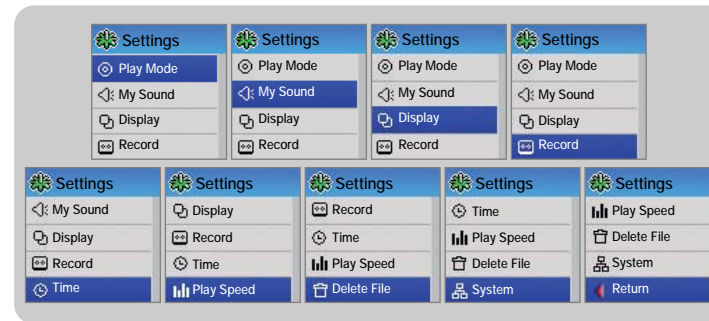 Settings
Play Mode
My Sound
Display
Record
Settings
Play Mode
My Sound
Display
Record
Settings
Play Mode
My Sound
Display
Record
Settings
Play Mode
My Sound
Display
Record
Settings
My Sound
Display
Record
Time
Settings
Display
Record
Time
Play Speed
Settings
Record
Time
Play Speed
Delete File
Settings
Time
Play Speed
Delete File
System
Settings
Play Speed
Delete File
System
Return